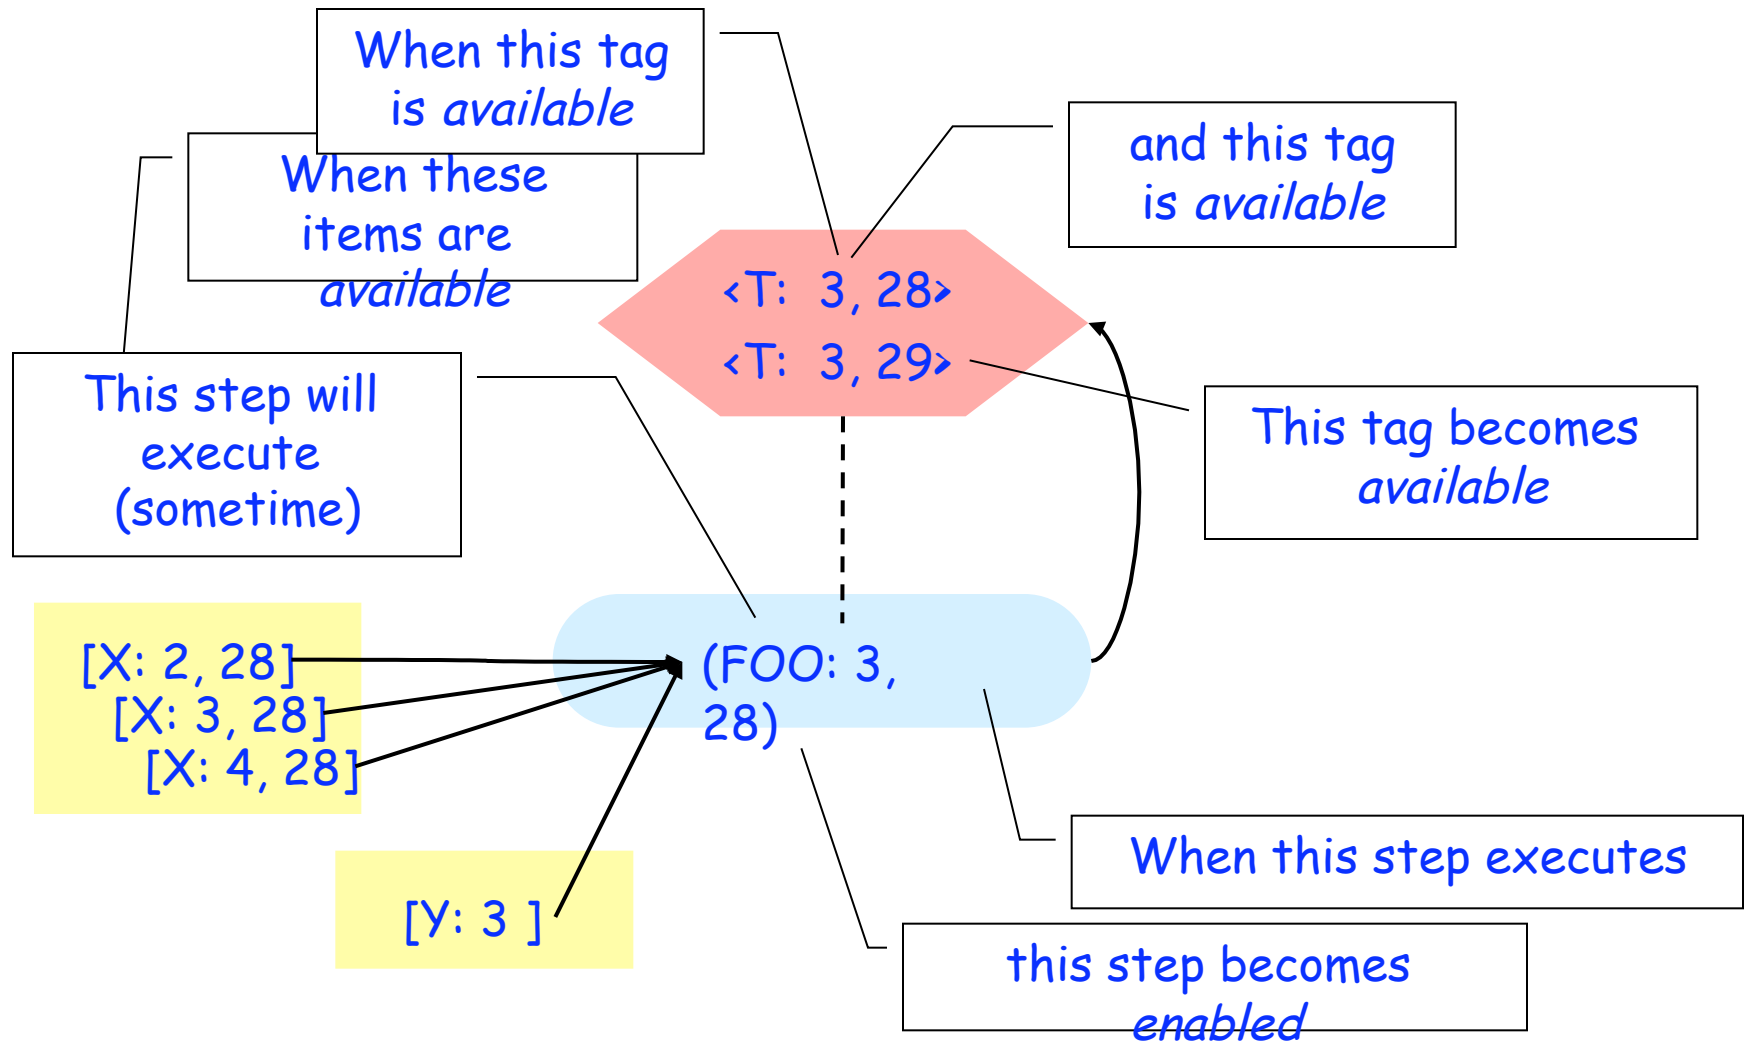 When this tag
is available
When these
items are
available
and this tag
is available
<T: 3, 28>
<T: 3, 29>
This step will
execute
(sometime)
This tag becomes
available
[X: 2, 28]
[X: 3, 28]
[X: 4, 28]
(FOO: 3,
28)
[Y: 3 ]
When this step executes
this step becomes
enabled